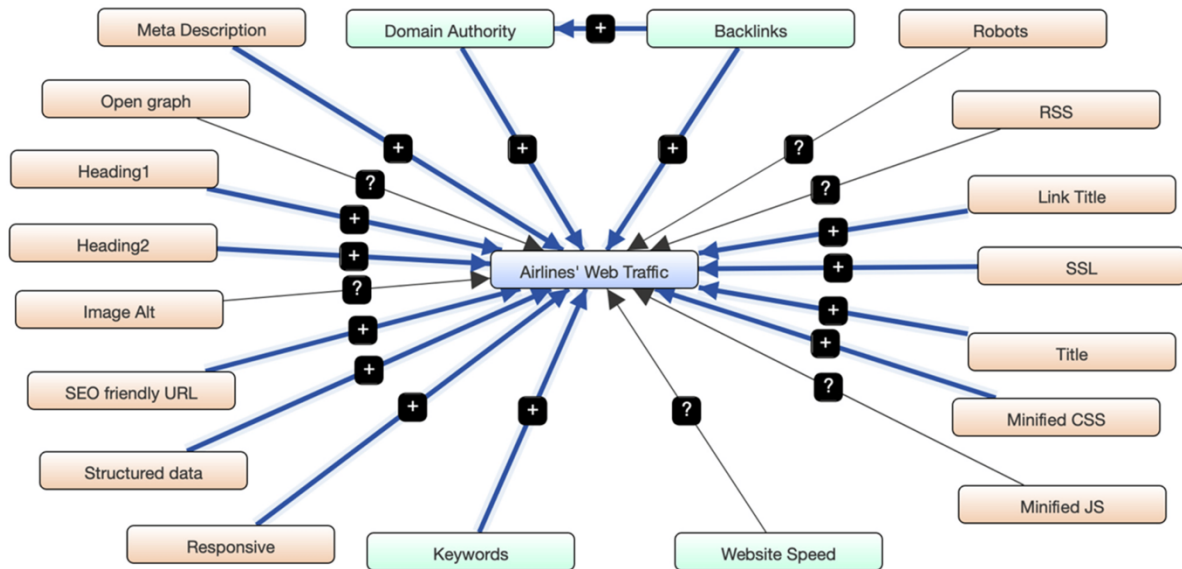 Meta Description
Domain Authority
+
Backlinks
Robots
Open graph
RSS
+
+
+
?
Heading1
?
?
Link Title
+
+
Heading2
+
Airlines' Web Traffic
+
SSL
Image Alt
?
+
+
+
Title
SEO friendly URL
+
?
Minified CSS
+
+
?
Structured data
Minified JS
Responsive
Keywords
Website Speed